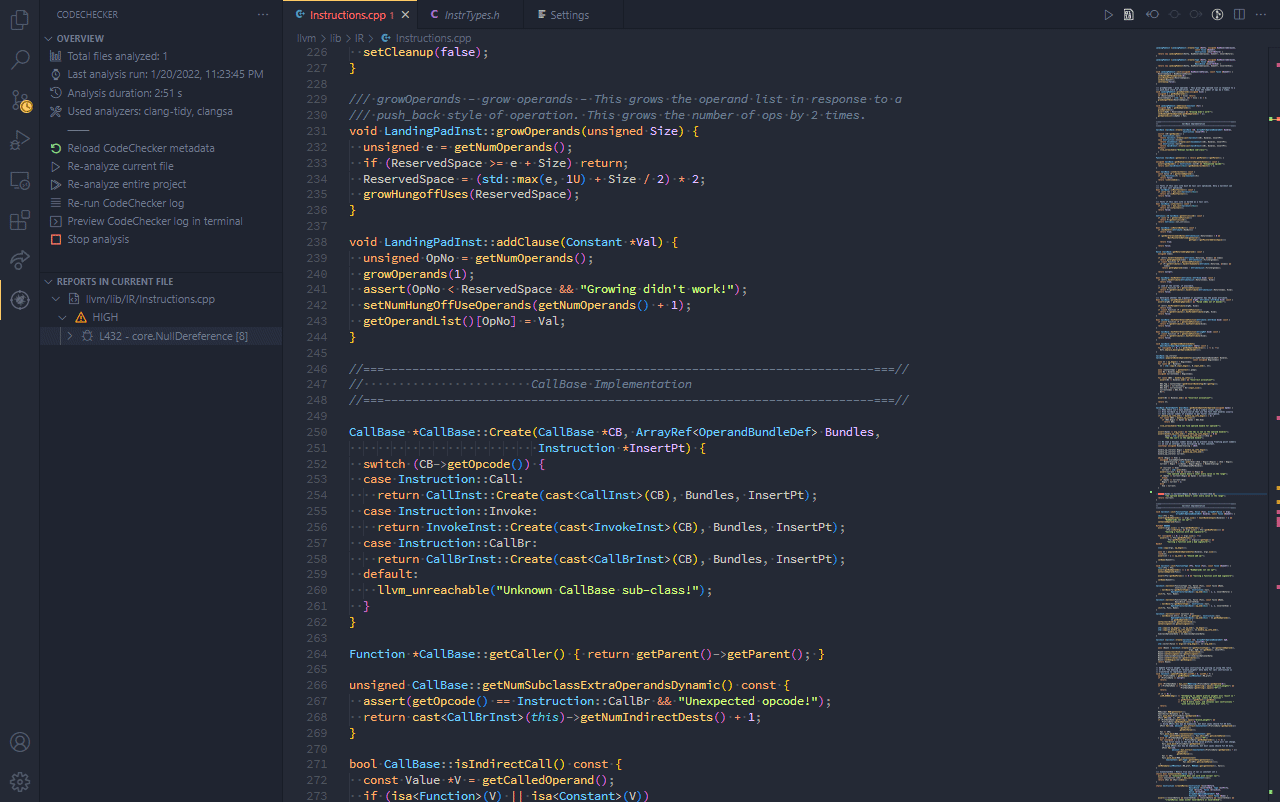 CODECHECKER
OVERVIEW
Total files analyzed: 1
Last analysis run: 1/20/2022, 11:23:45 PM
Analysis duration: 2:51 s
Used analyzers: clang-tidy, clangsa
Reload CodeChecker metadata
Re-analyze current file
Re-analyze entire project
Re-run CodeChecker log
Preview CodeChecker log in terminal
Stop analysis
REPORTS IN CURRENT FILE
llvm/lib/IR/Instructions.cpp
HIGH
L432 - core.NullDereference [8]
Instructions.cpp 1
InstrTypes.h
Settings
llvm > lib > IR > Instructions.cpp
226 setCleanup(false);
227 }
228
229 /// growOperands - grow operands - This grows the operand list in response to a
230 /// push_back style of operation. This grows the number of ops by 2 times.
231 void LandingPadInst::growOperands(unsigned Size) {
232 unsigned e = getNumOperands();
233 if (ReservedSpace >= e + Size) return;
234 ReservedSpace = (std::max(e, 1U) + Size / 2) * 2;
235 growHungoffUses(ReservedSpace);
236 }
237
238 void LandingPadInst::addClause(Constant *Val) {
239 unsigned OpNo = getNumOperands();
240 growOperands(1);
241 assert(OpNo < ReservedSpace && "Growing didn't work!");
242 setNumHungOffUseOperands(getNumOperands() + 1);
243 getOperandList()[OpNo] = Val;
244 }
245
246 //===----------------------------------------------------------------------===//
247 // CallBase Implementation
248 //===----------------------------------------------------------------------===//
249
250 CallBase *CallBase::Create(CallBase *CB, ArrayRef<OperandBundleDef> Bundles,
251 Instruction *InsertPt) {
252 switch (CB->getOpcode()) {
253 case Instruction::Call:
254 return CallInst::Create(cast<CallInst>(CB), Bundles, InsertPt);
255 case Instruction::Invoke:
256 return InvokeInst::Create(cast<InvokeInst>(CB), Bundles, InsertPt);
257 case Instruction::CallBr:
258 return CallBrInst::Create(cast<CallBrInst>(CB), Bundles, InsertPt);
259 default:
260 llvm_unreachable("Unknown CallBase sub-class!");
261 }
262 }
263
264 Function *CallBase::getCaller() { return getParent()->getParent(); }
265
266 unsigned CallBase::getNumSubclassExtraOperandsDynamic() const {
267 assert(getOpcode() == Instruction::CallBr && "Unexpected opcode!");
268 return cast<CallBrInst>(this)->getNumIndirectDests() + 1;
269 }
270
271 bool CallBase::isIndirectCall() const {
272 const Value *V = getCalledOperand();
273 if (isa<Function>(V) || isa<Constant>(V))